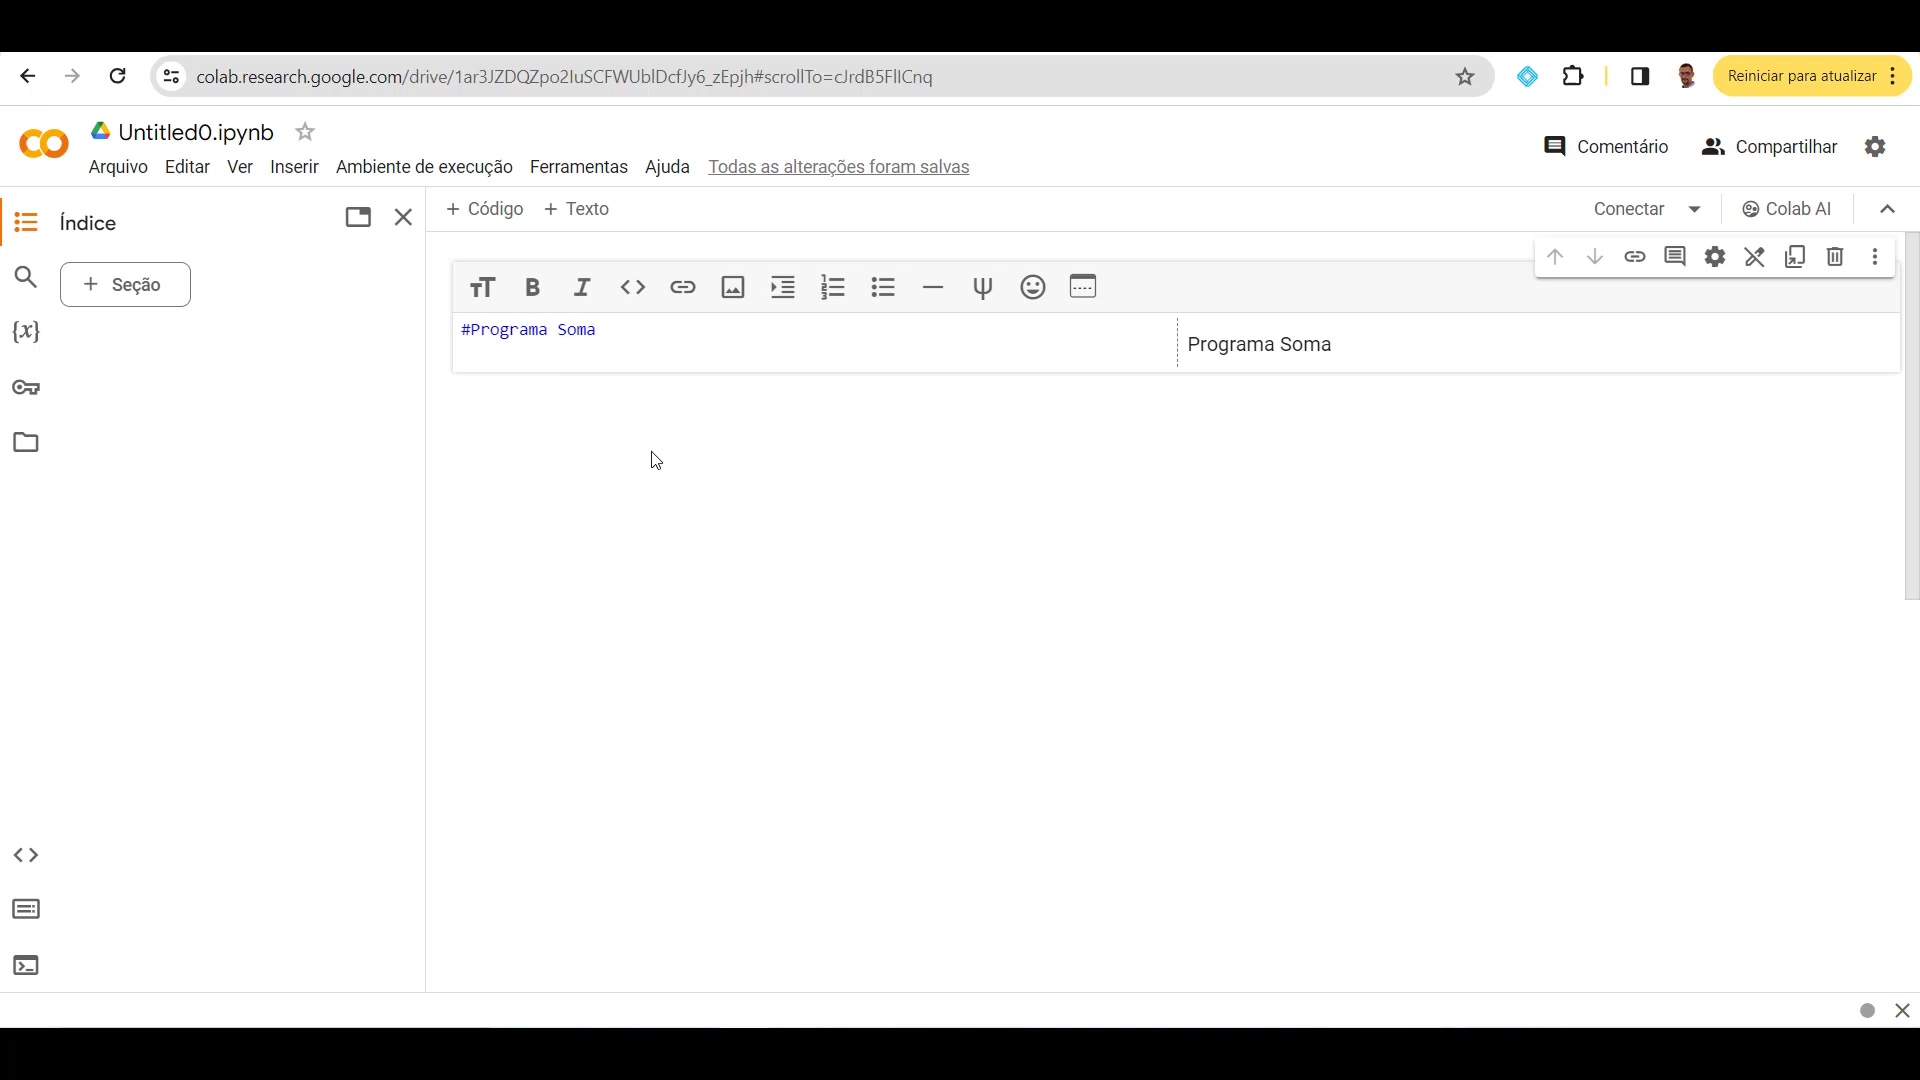 colab.research.google.com/drive/1ar3JZDQZpo2IuSCFWUblDcfJy6_zEpjh#scrollTo=cJrdB5FlICnq
Reiniciar para atualizar
Untitled0.ipynb
Arquivo Editar Ver Inserir Ambiente de execução Ferramentas Ajuda Todas as alterações foram salvas
Comentário Compartilhar
Índice
+ Código + Texto
Conectar Colab AI
+ Seção
#Programa Soma
Programa Soma